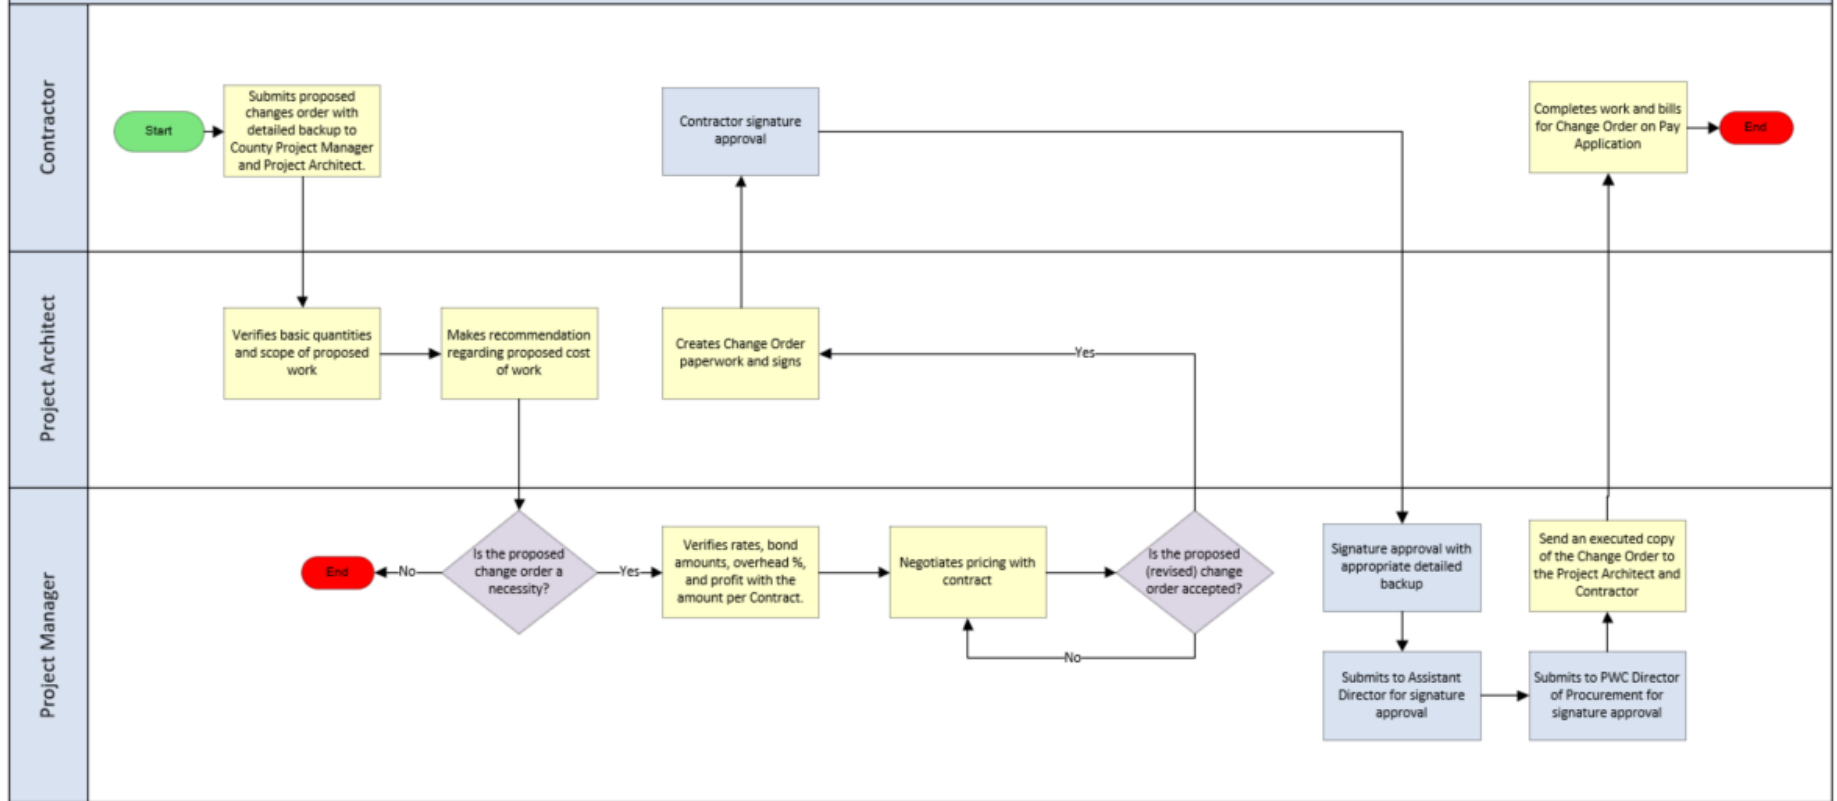 Contractor
Start
Submits proposed
changes order with
detailed backup to
County Project Manager
and Project Architect.
Contractor signature
approval
Completes work and bills
for Change Order on Pay
Application
End
Project Architect
Verifies basic quantities
and scope of proposed
work
Makes recommendation
regarding proposed cost
of work
Creates Change Order
paperwork and signs
Yes
Project Manager
End
No
Is the proposed
change order a
necessity?
Yes
Verifies rates, bond
amounts, overhead %,
and profit with the
amount per Contract.
Negotiates pricing with
contract
Is the proposed
(revised) change
order accepted?
No
Signature approval with
appropriate detailed
backup
Send an executed copy
of the Change Order to
the Project Architect and
Contractor
Submits to Assistant
Director for signature
approval
Submits to PWC Director
of Procurement for
signature approval